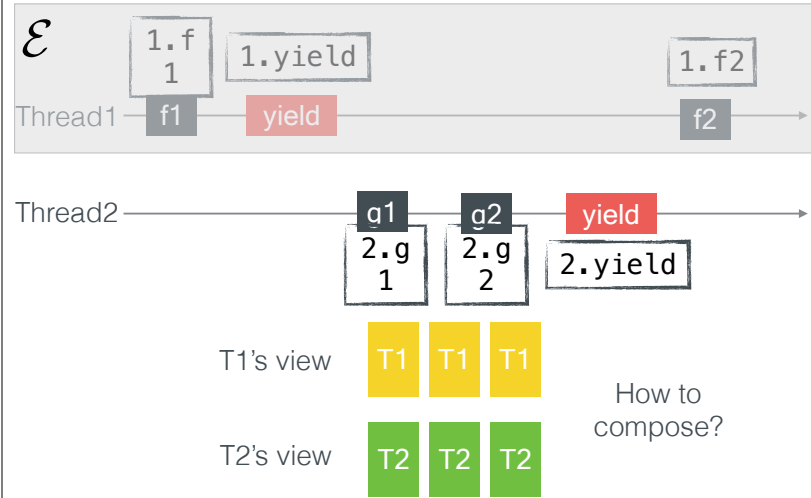 ℰ
1.f
1
1.yield
1.f2
Thread1
f1
yield
f2
Thread2
g1
g2
yield
2.g
1
2.g
2
2.yield
T1's view
T1 T1 T1
How to
compose?
T2's view
T2 T2 T2